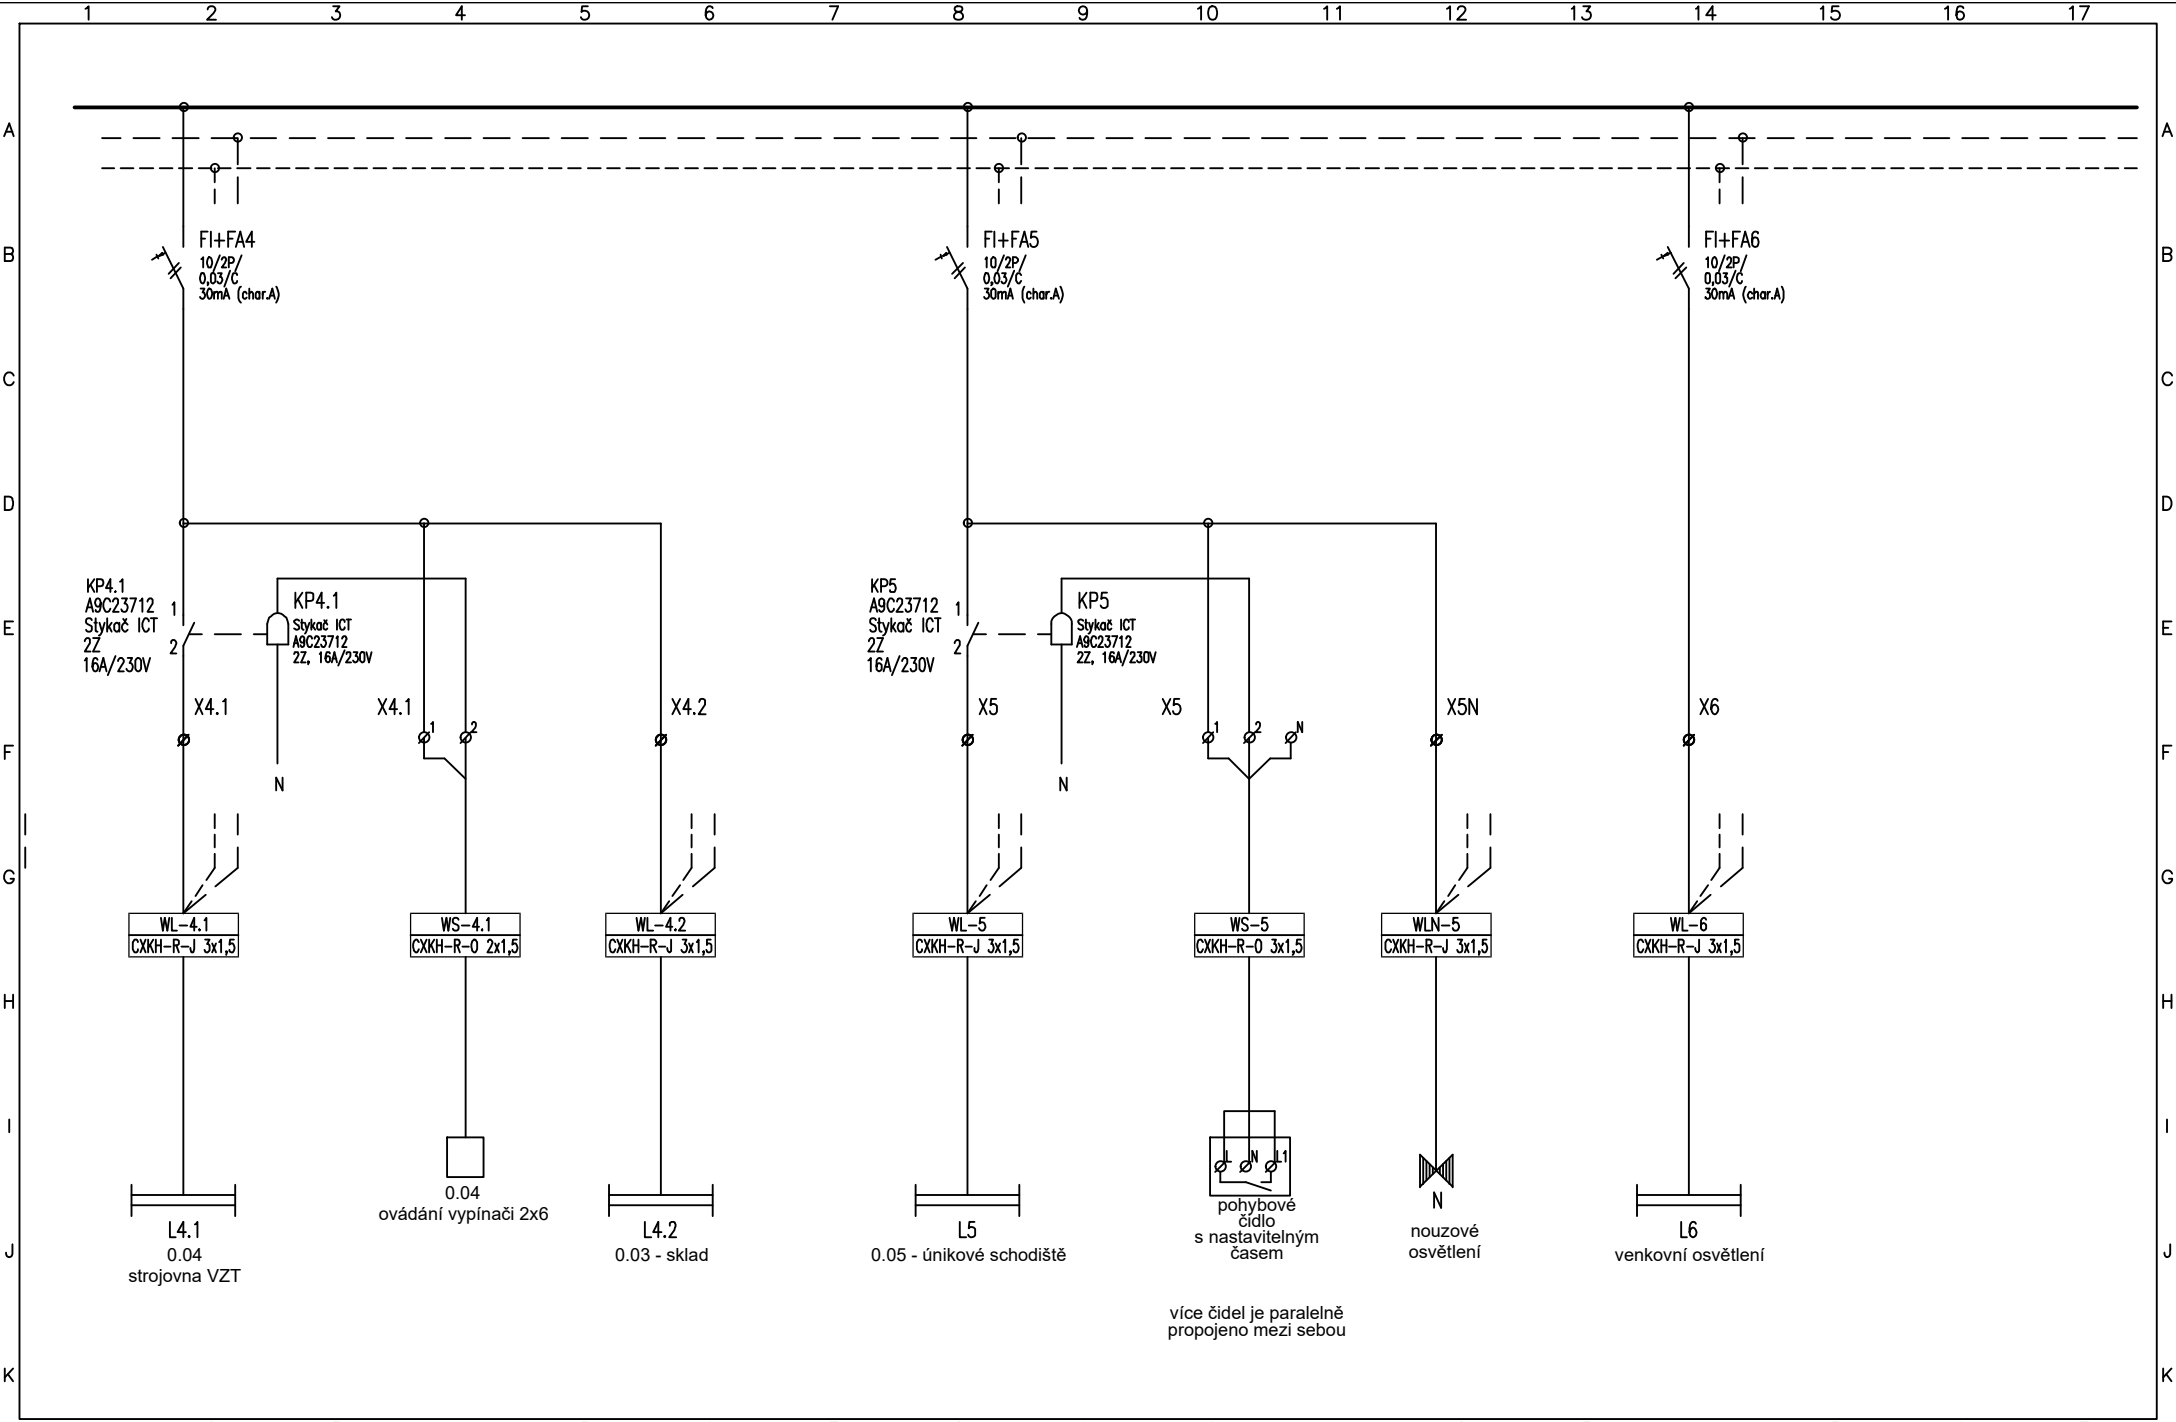 1 2 3 4 5 6 7 8 9 10 11 12 13 14 15 16 17
A A
B B
C C
D D
E E
F F
G G
H H
I I
J J
K K
FI+FA4
10/2P/
0,03/C
30mA (char.A)
FI+FA5
10/2P/
0,03/C
30mA (char.A)
FI+FA6
10/2P/
0,03/C
30mA (char.A)
KP4.1
A9C23712
Stykač ICT
2Z
16A/230V
1
2
KP4.1
Stykač ICT
A9C23712
2Z, 16A/230V
KP5
A9C23712
Stykač ICT
2Z
16A/230V
1
2
KP5
Stykač ICT
A9C23712
2Z, 16A/230V
X4.1
N
X4.1
1 2
X4.2
X5
N
X5
1 2 N
X5N
X6
WL-4.1
CXKH-R-J 3x1,5
WS-4.1
CXKH-R-O 2x1,5
WL-4.2
CXKH-R-J 3x1,5
WL-5
CXKH-R-J 3x1,5
WS-5
CXKH-R-O 3x1,5
WLN-5
CXKH-R-J 3x1,5
WL-6
CXKH-R-J 3x1,5
L4.1
0.04
strojovna VZT
0.04
ovádání vypínači 2x6
L4.2
0.03 - sklad
L5
0.05 - únikové schodiště
L N L1
pohybové
čidlo
s nastavitelným
časem
více čidel je paralelně
propojeno mezi sebou
N
nouzové
osvětlení
L6
venkovní osvětlení